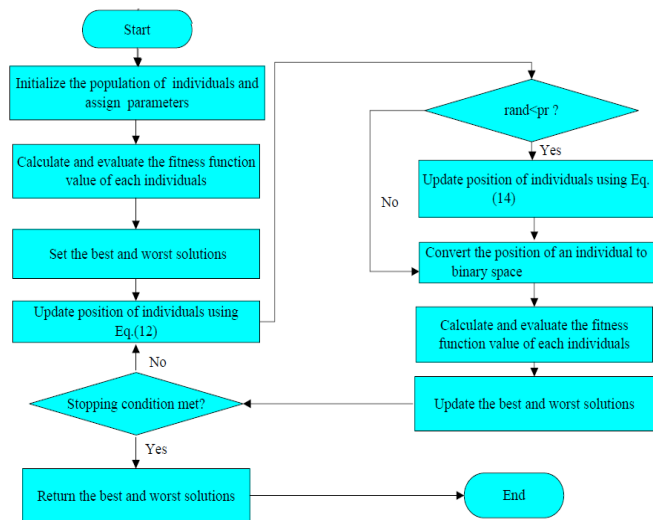 Start
Initialize the population of individuals and
assign parameters
Calculate and evaluate the fitness function
value of each individuals
Set the best and worst solutions
Update position of individuals using
Eq.(12)
rand<pr ?
Yes
No
Update position of individuals using Eq.
(14)
Convert the position of an individual to
binary space
Calculate and evaluate the fitness
function value of each individuals
Update the best and worst solutions
No
Stopping condition met?
Yes
Return the best and worst solutions
End